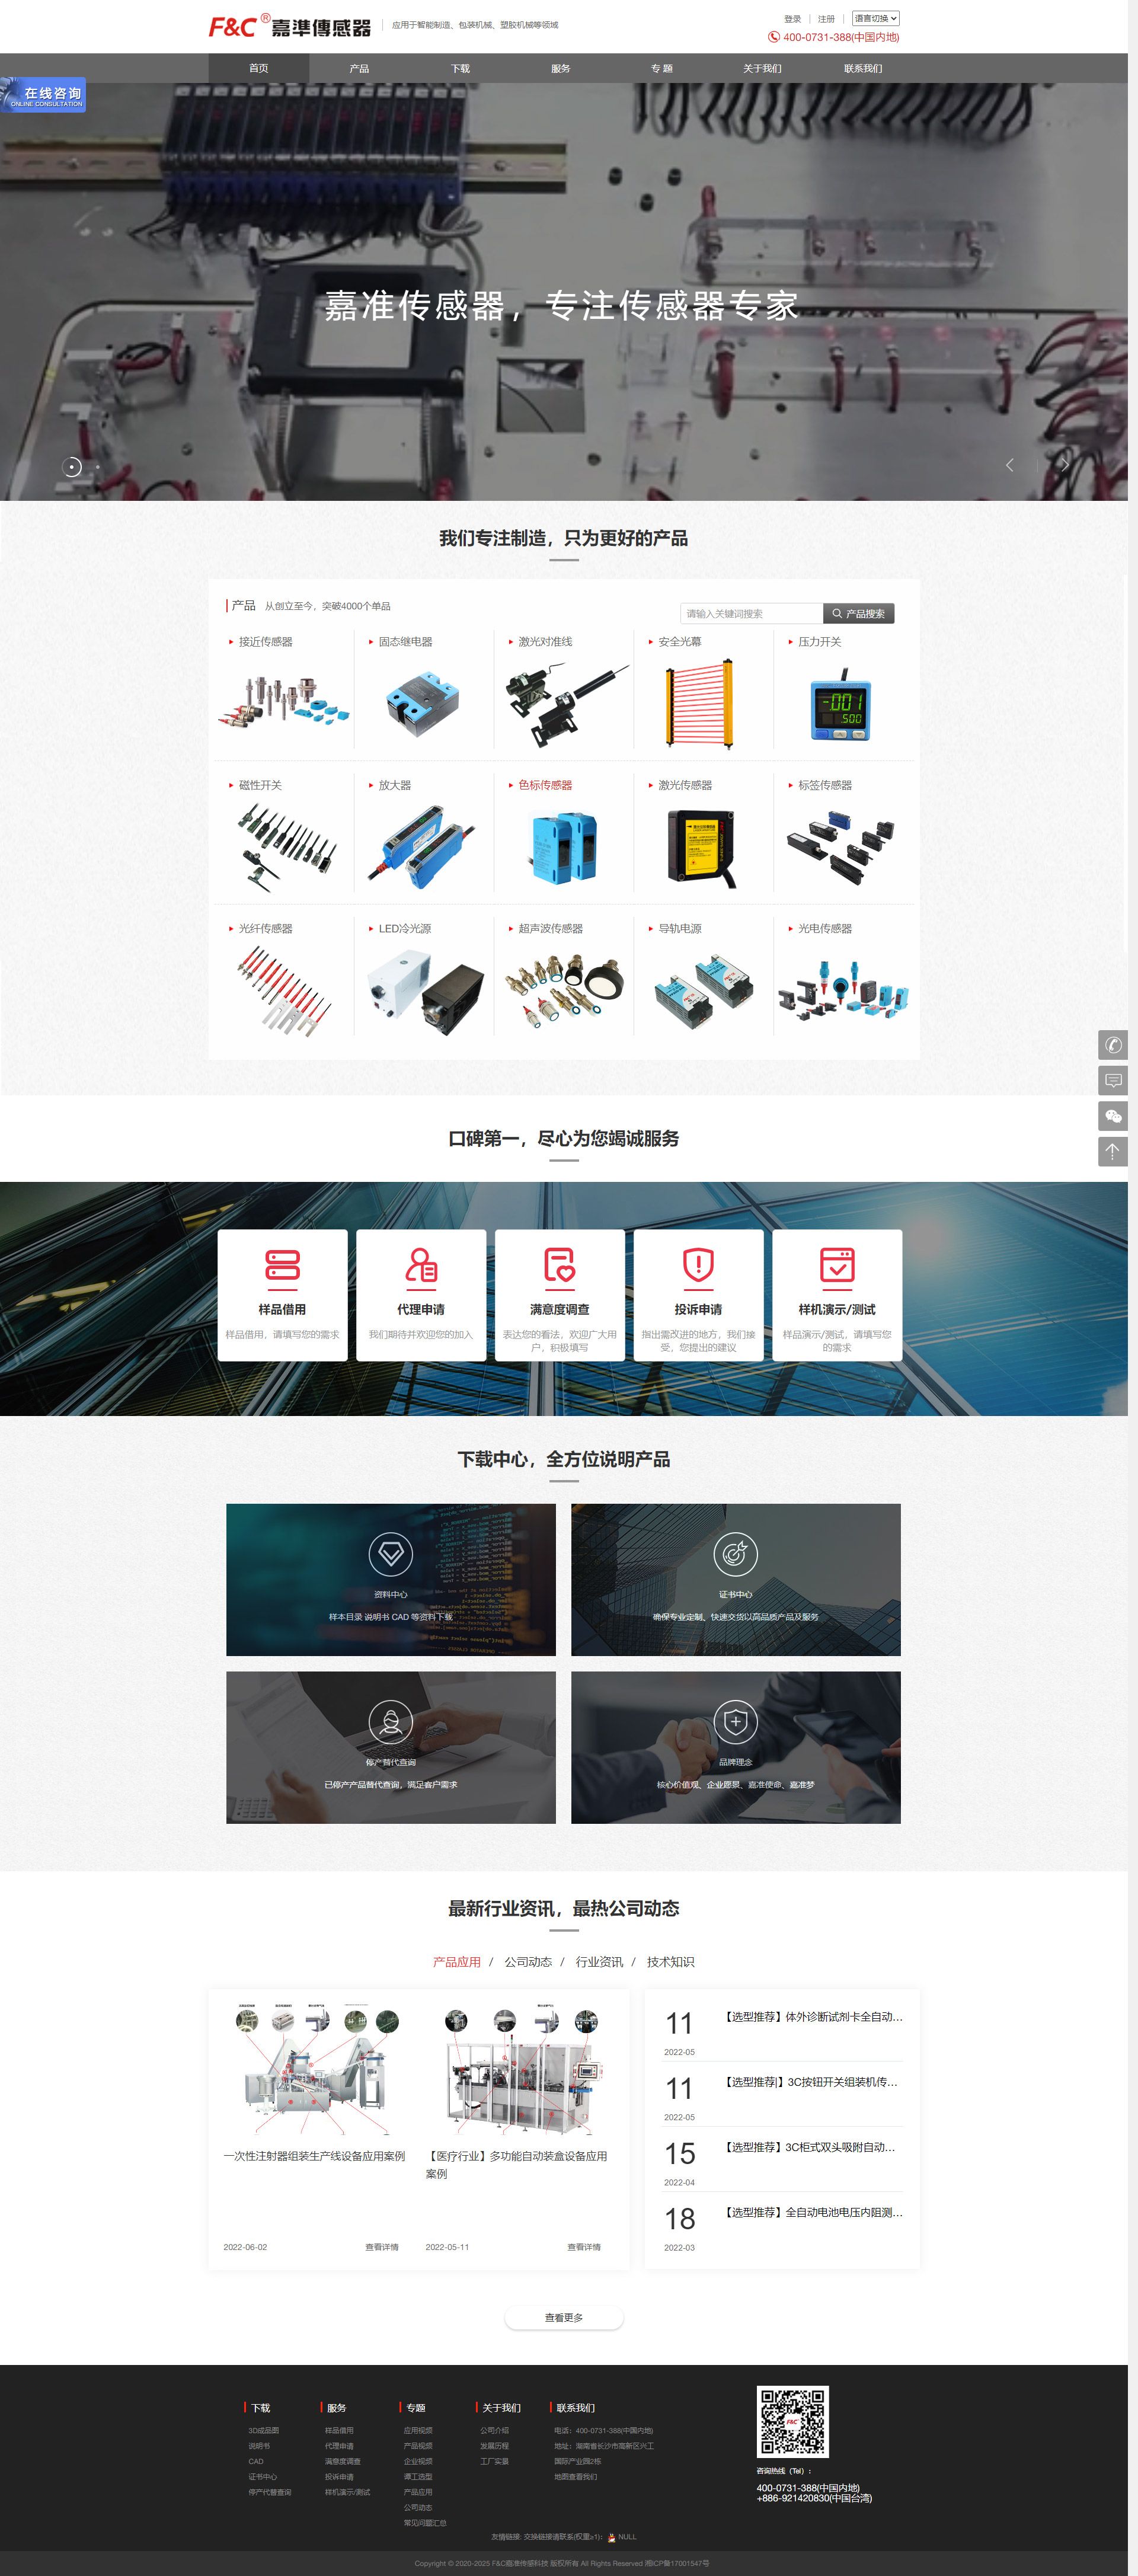 F&C®嘉準傳感器
应用于智能制造、包装机械、塑胶机械等领域
登录
注册
语言切换
400-0731-388(中国内地)
首页
产品
下载
服务
专 题
关于我们
联系我们
在线咨询
ONLINE CONSULTATION
嘉准传感器，专注传感器专家
我们专注制造，只为更好的产品
产品 从创立至今，突破4000个单品
请输入关键词搜索
产品搜索
接近传感器
固态继电器
激光对准线
安全光幕
压力开关
-.001
.500
磁性开关
放大器
色标传感器
激光传感器
标签传感器
光纤传感器
LED冷光源
超声波传感器
导轨电源
光电传感器
口碑第一，尽心为您竭诚服务
样品借用
样品借用，请填写您的需求
代理申请
我们期待并欢迎您的加入
满意度调查
表达您的看法，欢迎广大用
户，积极填写
投诉申请
指出需改进的地方，我们接
受，您提出的建议
样机演示/测试
样品演示/测试，请填写您
的需求
下载中心，全方位说明产品
资料中心
样本目录 说明书 CAD 等资料下载
证书中心
确保专业定制、快速交货以高品质产品及服务
停产替代查询
已停产产品替代查询，满足客户需求
品牌理念
核心价值观、企业愿景、嘉准使命、嘉准梦
最新行业资讯，最热公司动态
产品应用 / 公司动态 / 行业资讯 / 技术知识
一次性注射器组装生产线设备应用案例
2022-06-02
查看详情
【医疗行业】多功能自动装盒设备应用
案例
2022-05-11
查看详情
11
2022-05
【选型推荐】体外诊断试剂卡全自动...
11
2022-05
【选型推荐|】3C按钮开关组装机传...
15
2022-04
【选型推荐】3C柜式双头吸附自动...
18
2022-03
【选型推荐】全自动电池电压内阻测...
查看更多
下载
3D成品图
说明书
CAD
证书中心
停产代替查询
服务
样品借用
代理申请
满意度调查
投诉申请
样机演示/测试
专题
应用视频
产品视频
企业视频
谭工选型
产品应用
公司动态
常见问题汇总
关于我们
公司介绍
发展历程
工厂实景
联系我们
电话：400-0731-388(中国内地)
地址：湖南省长沙市高新区兴工
国际产业园2栋
地图查看我们
F&C
咨询热线（Tel）：
400-0731-388(中国内地)
+886-921420830(中国台湾)
友情链接: 交换链接请联系(权重≥1)： NULL
Copyright © 2020-2025 F&C嘉准传感科技 版权所有 All Rights Reserved 湘ICP备17001547号